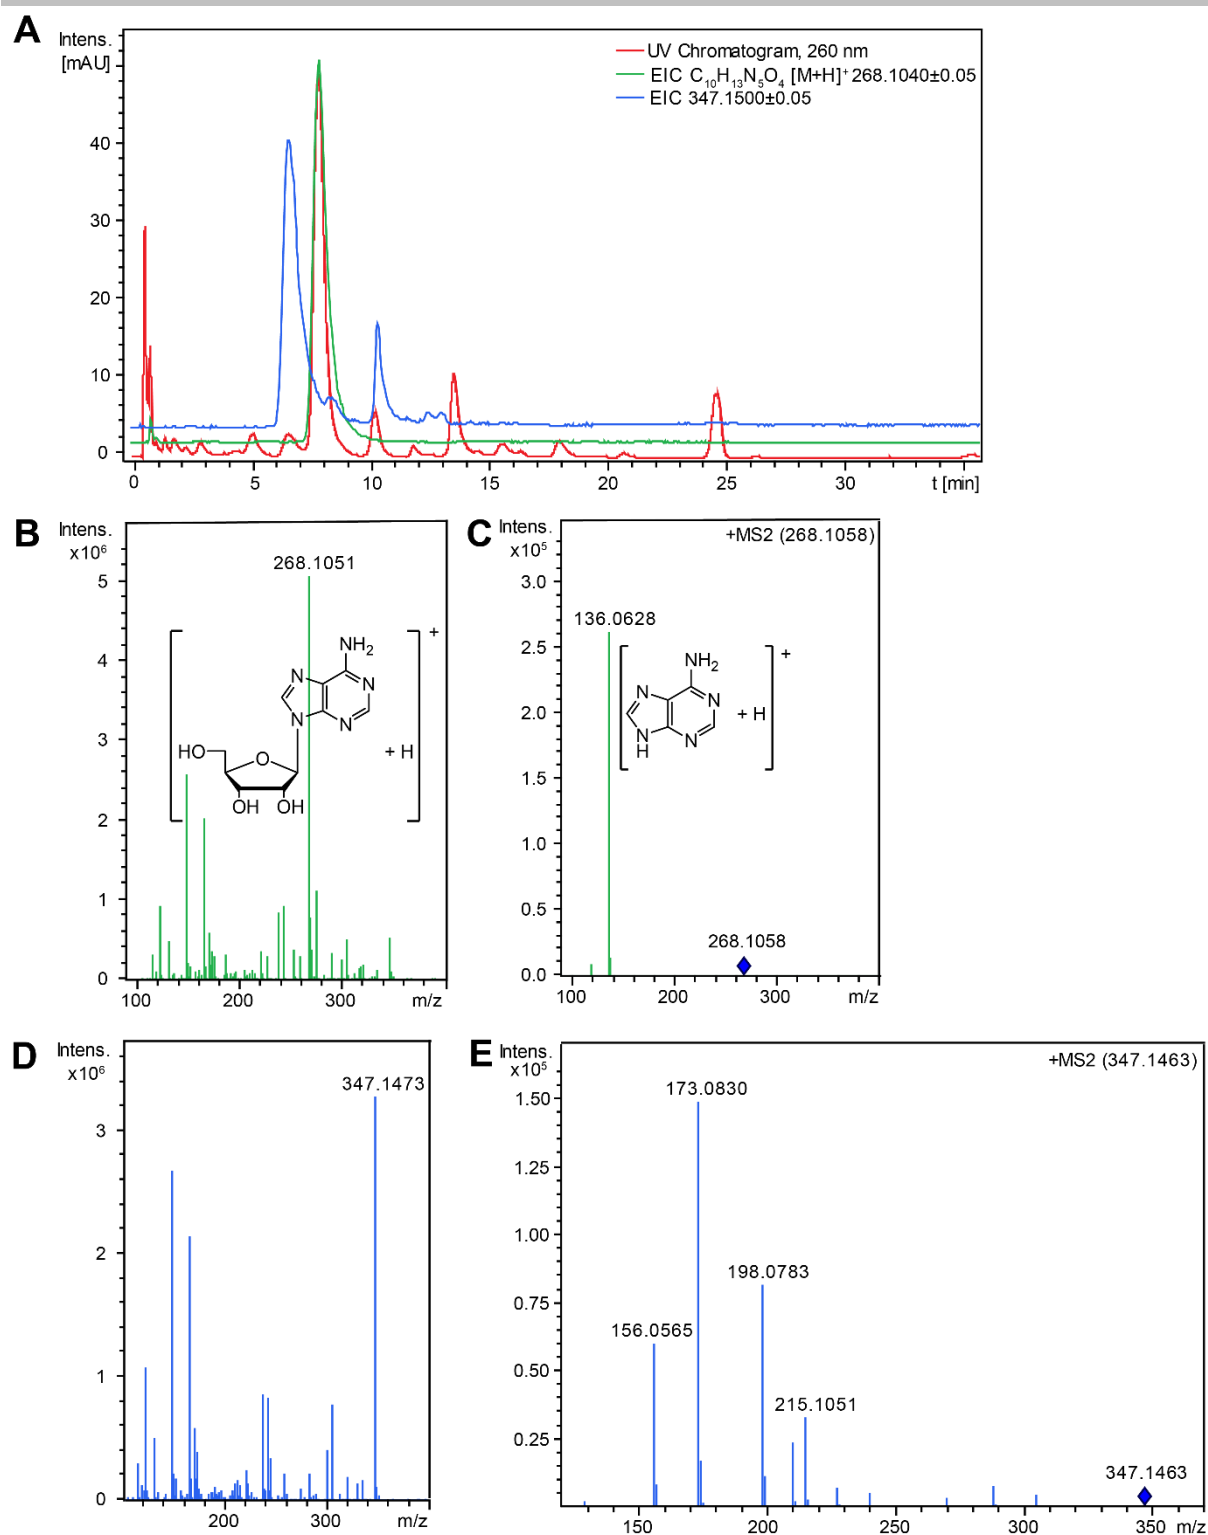 A
Intens.
[mAU]
UV Chromatogram, 260 nm
EIC C₁₀H₁₃N₅O₄ [M+H]⁺ 268.1040±0.05
EIC 347.1500±0.05
40
30
20
10
0
0 5 10 15 20 30 t [min]
B
Intens.
x10⁶
268.1051
5
4
3
2
1
0
NH₂
N
N
N
N
HO
O
OH
OH
+ H
+
100 200 300 m/z
C
Intens.
x10⁵
+MS2 (268.1058)
3.0
2.5
2.0
1.5
1.0
0.5
0.0
136.0628
NH₂
N
N
N
H
N
+ H
+
268.1058
100 200 300 m/z
D
Intens.
x10⁶
347.1473
3
2
1
0
200 300 m/z
E
Intens.
x10⁵
+MS2 (347.1463)
1.50
1.25
1.00
0.75
0.50
0.25
173.0830
198.0783
156.0565
215.1051
347.1463
150 200 250 300 350 m/z